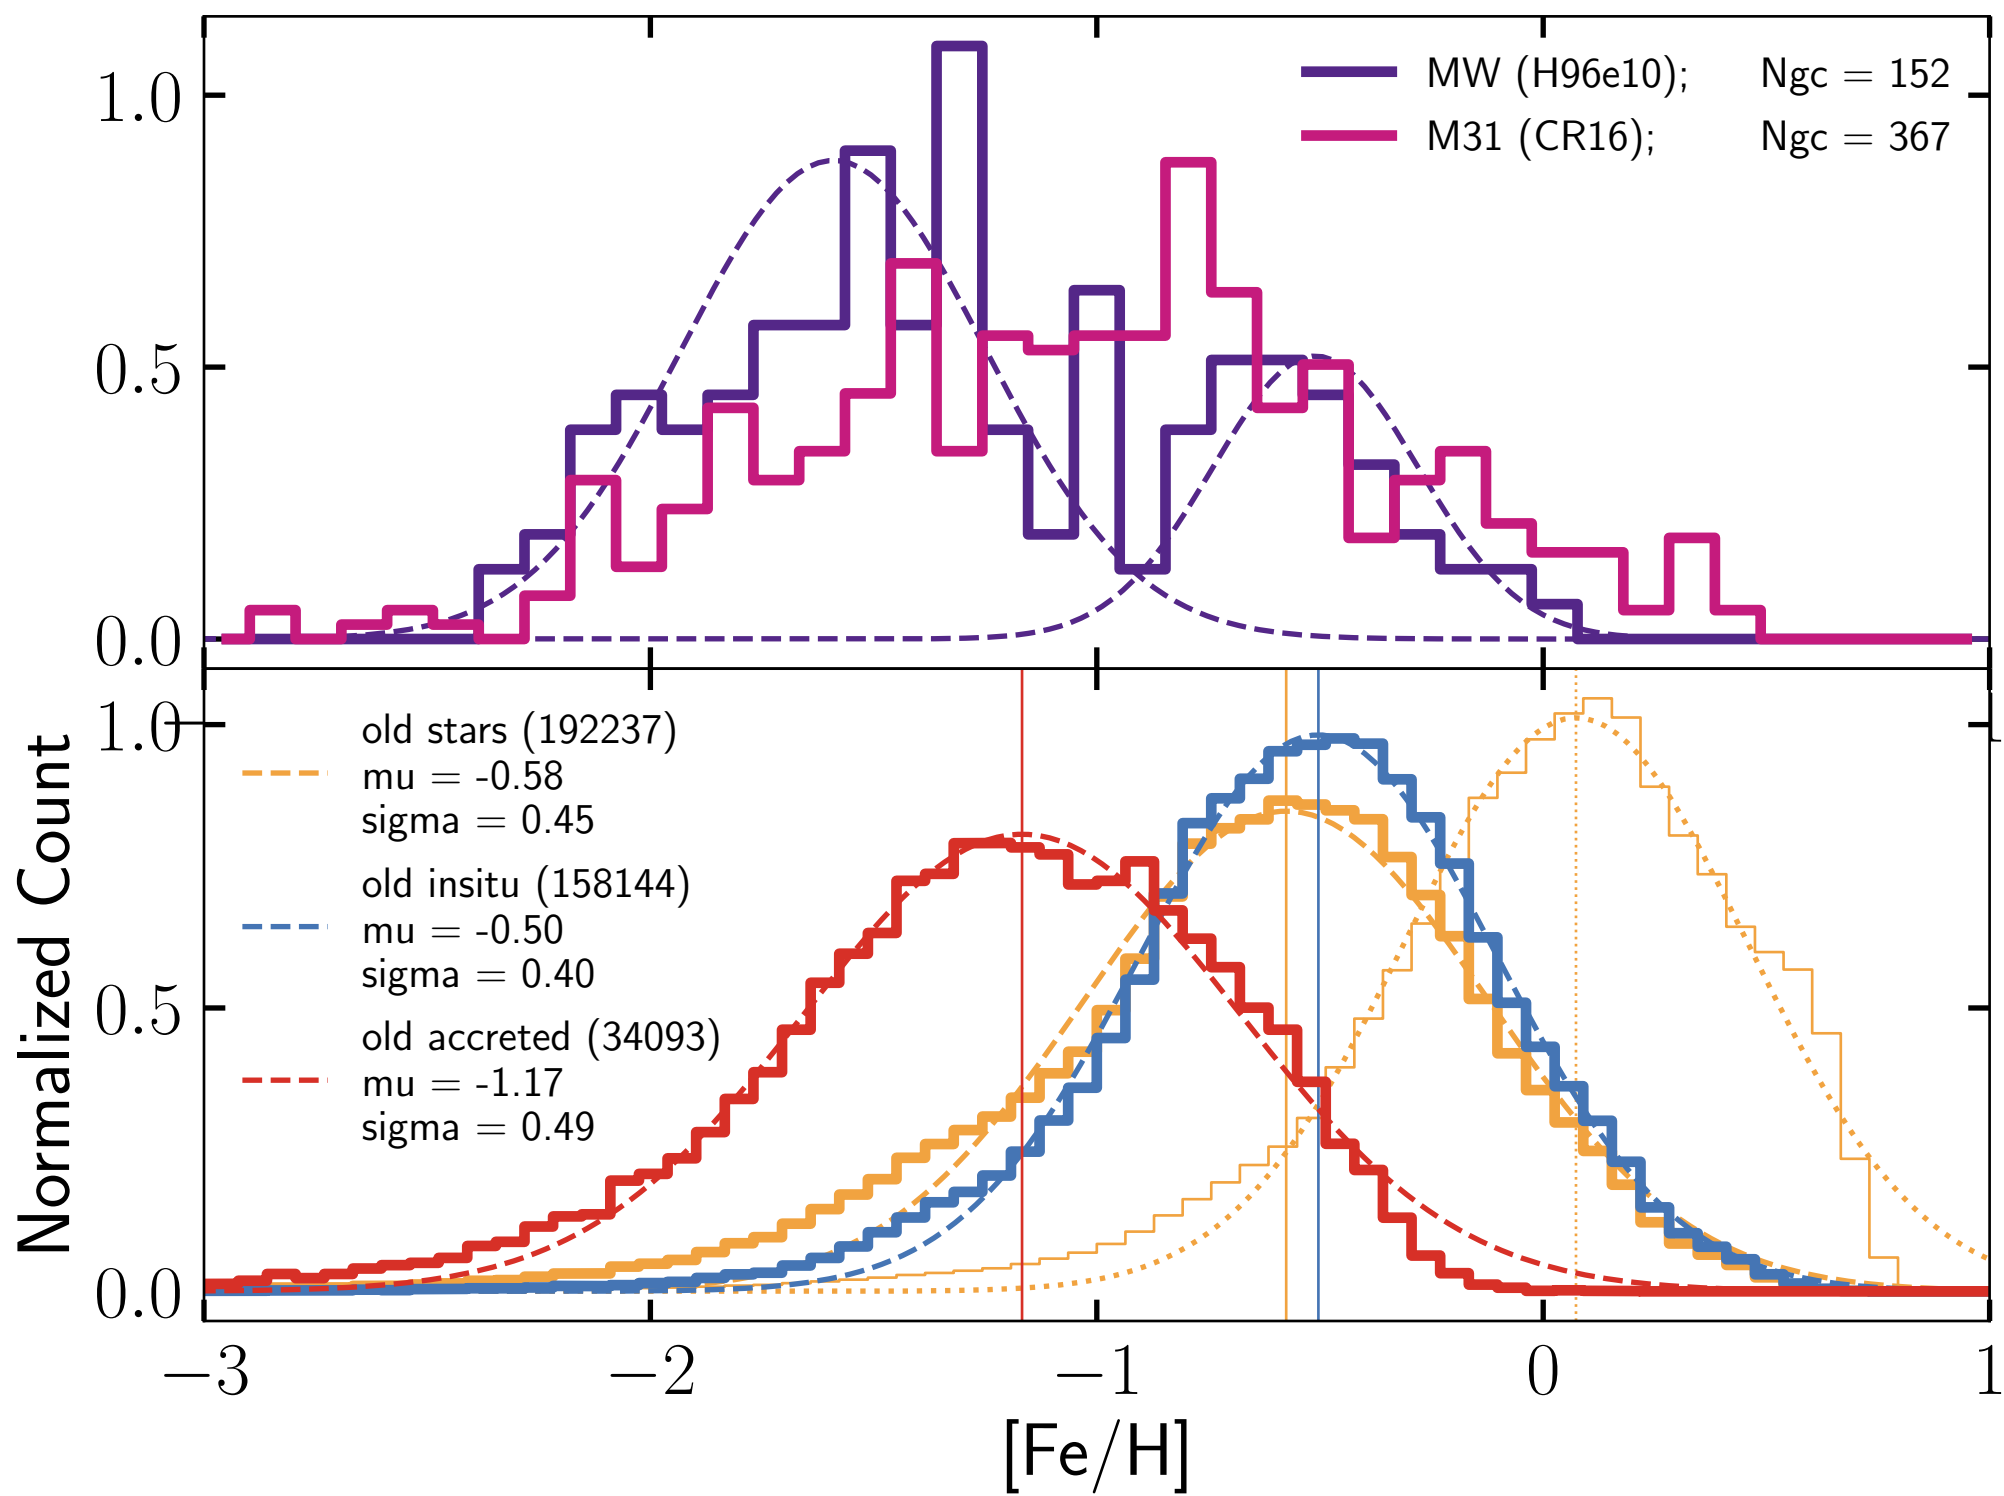 1.0
0.5
0.0
MW (H96e10); Ngc = 152
M31 (CR16); Ngc = 367
Normalized Count
1.0
0.5
0.0
old stars (192237)
mu = -0.58
sigma = 0.45
old insitu (158144)
mu = -0.50
sigma = 0.40
old accreted (34093)
mu = -1.17
sigma = 0.49
−3 −2 −1 0 1
[Fe/H]